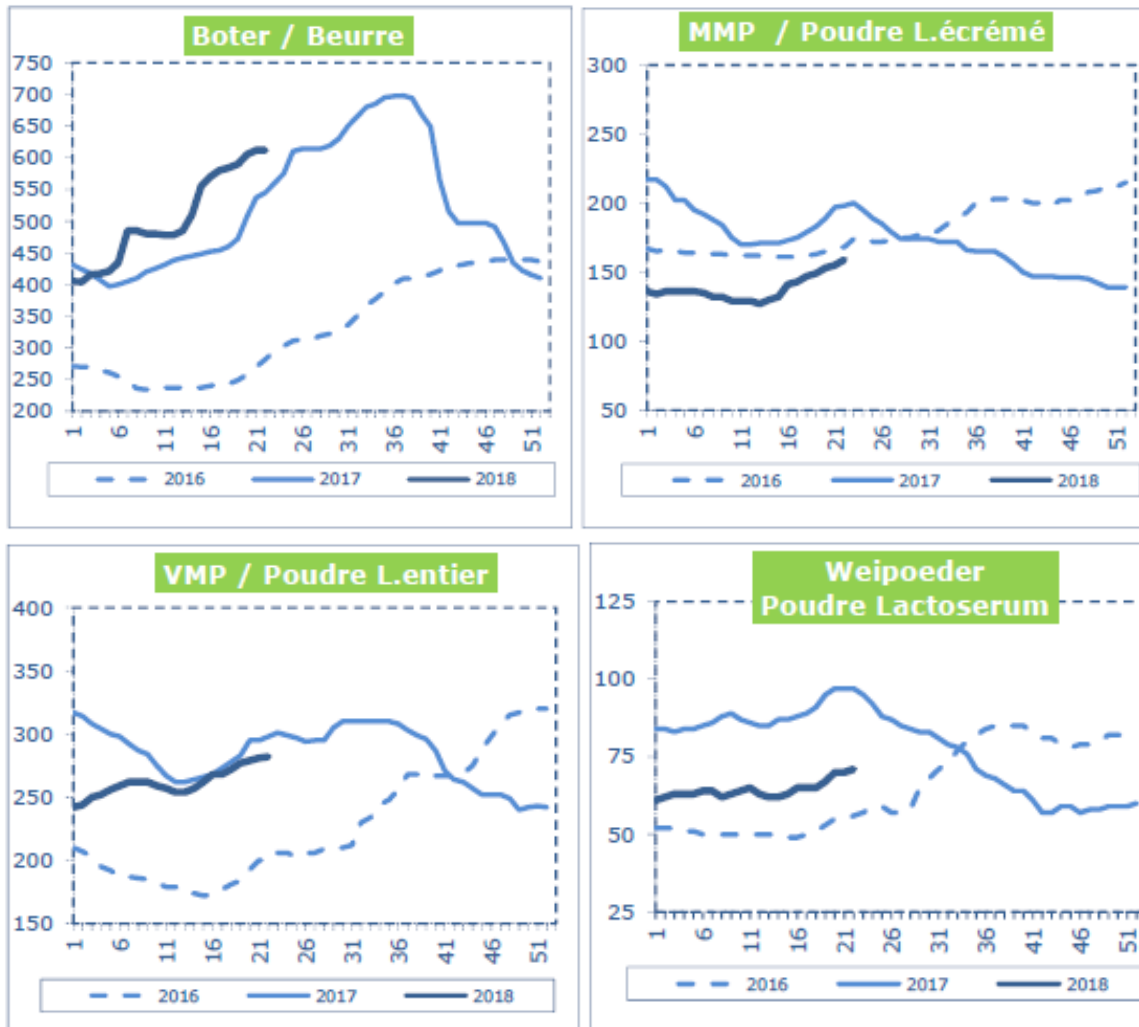 Boter / Beurre
750
700
650
600
550
500
450
400
350
300
250
200
1 6 11 16 21 26 31 36 41 46 51
2016 2017 2018
MMP / Poudre L.écrémé
300
250
200
150
100
50
1 6 11 16 21 26 31 36 41 46 51
2016 2017 2018
VMP / Poudre L.entier
400
350
300
250
200
150
1 6 11 16 21 26 31 36 41 46 51
2016 2017 2018
Weipoeder
Poudre Lactoserum
125
100
75
50
25
1 6 11 16 21 26 31 36 41 46 51
2016 2017 2018